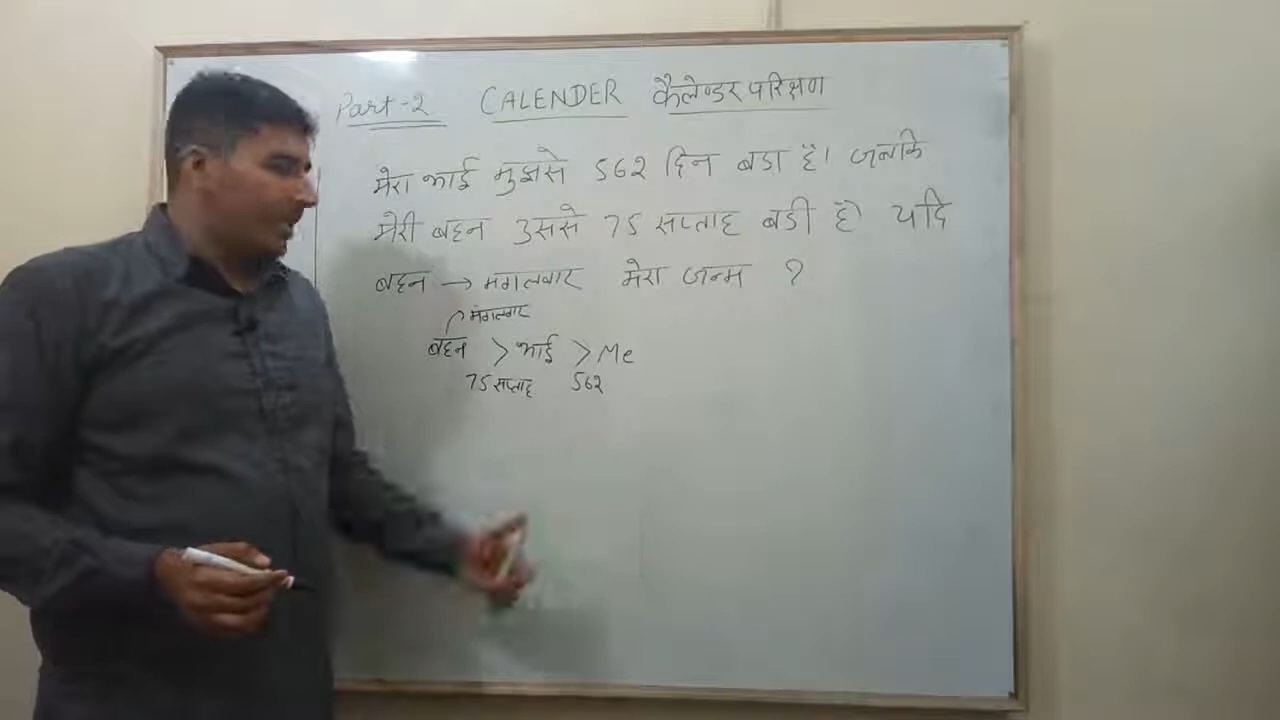 Part-2 CALENDER कैलेण्डर परिक्षण
मेरा भाई मुझसे 562 दिन बडा है। जबकि
मेरी बहन उससे 75 सप्ताह बडी है यदि
बहन → मंगलवार मेरा जन्म ?
मंगलवार
बहन > भाई > Me
75 सप्ताह 562